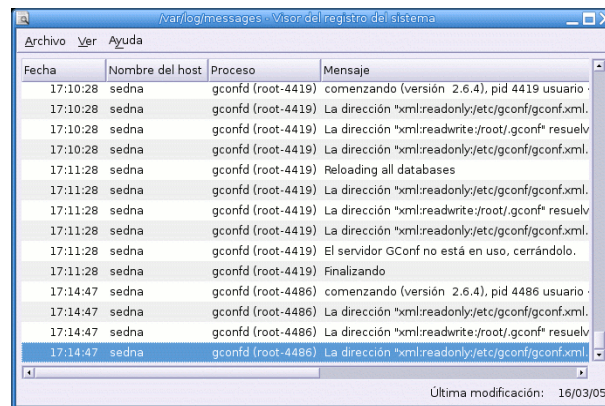 /var/log/messages - Visor del registro del sistema
Archivo Ver Ayuda
Fecha Nombre del host Proceso Mensaje
17:10:28 sedna gconfd (root-4419) comenzando (versión 2.6.4), pid 4419 usuario
17:10:28 sedna gconfd (root-4419) La dirección "xml:readonly:/etc/gconf/gconf.xml.
17:10:28 sedna gconfd (root-4419) La dirección "xml:readwrite:/root/.gconf" resuelv
17:10:28 sedna gconfd (root-4419) La dirección "xml:readonly:/etc/gconf/gconf.xml.
17:11:28 sedna gconfd (root-4419) Reloading all databases
17:11:28 sedna gconfd (root-4419) La dirección "xml:readonly:/etc/gconf/gconf.xml.
17:11:28 sedna gconfd (root-4419) La dirección "xml:readwrite:/root/.gconf" resuelv
17:11:28 sedna gconfd (root-4419) La dirección "xml:readonly:/etc/gconf/gconf.xml.
17:11:28 sedna gconfd (root-4419) El servidor GConf no está en uso, cerrándolo.
17:11:28 sedna gconfd (root-4419) Finalizando
17:14:47 sedna gconfd (root-4486) comenzando (versión 2.6.4), pid 4486 usuario
17:14:47 sedna gconfd (root-4486) La dirección "xml:readonly:/etc/gconf/gconf.xml.
17:14:47 sedna gconfd (root-4486) La dirección "xml:readwrite:/root/.gconf" resuelv
17:14:47 sedna gconfd (root-4486) La dirección "xml:readonly:/etc/gconf/gconf.xml.
Última modificación: 16/03/05